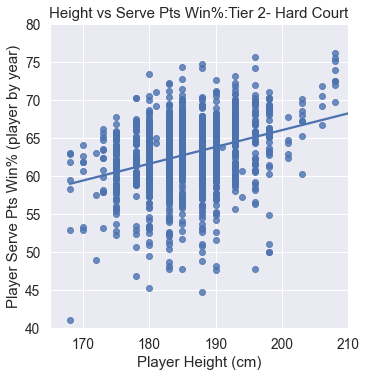 Height vs Serve Pts Win%:Tier 2- Hard Court
80
75
70
65
60
55
50
45
40
Player Serve Pts Win% (player by year)
170 180 190 200 210
Player Height (cm)